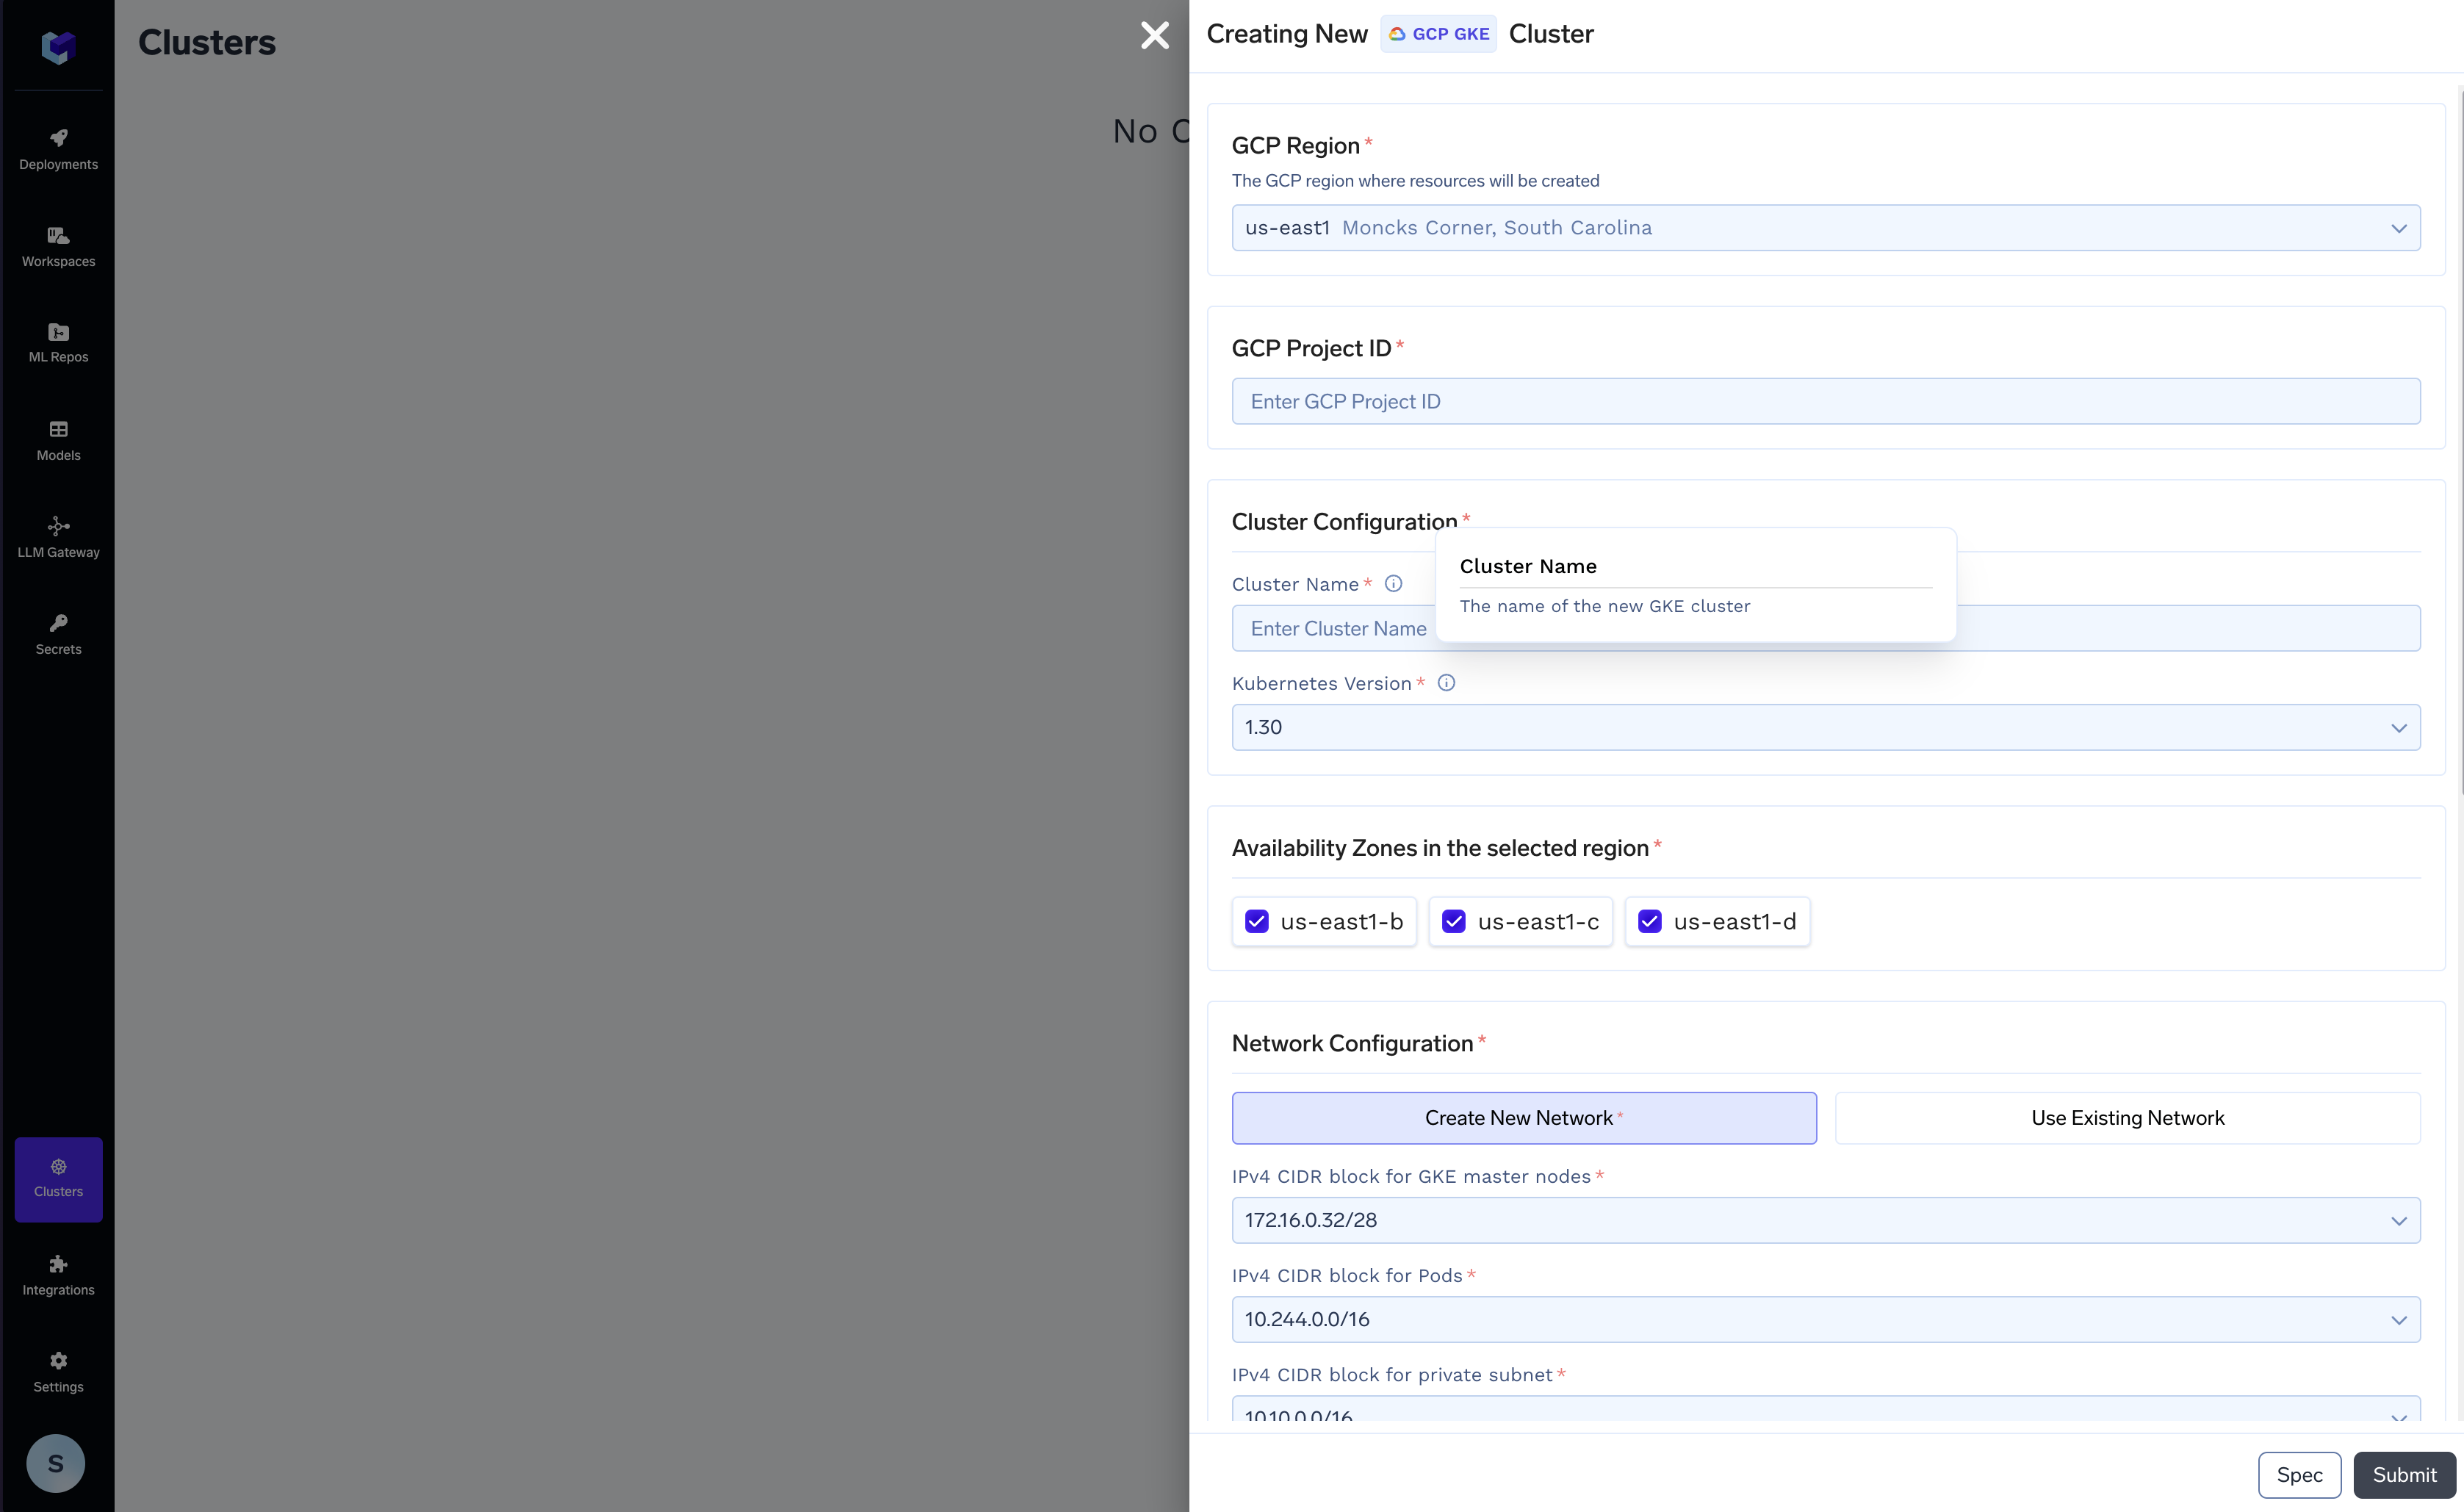 Clusters
No C
Deployments
Workspaces
ML Repos
Models
LLM Gateway
Secrets
Clusters
Integrations
Settings
S
Creating New GCP GKE Cluster
GCP Region *
The GCP region where resources will be created
us-east1 Moncks Corner, South Carolina
GCP Project ID *
Enter GCP Project ID
Cluster Configuration *
Cluster Name *
Enter Cluster Name
Cluster Name
The name of the new GKE cluster
Kubernetes Version *
1.30
Availability Zones in the selected region *
us-east1-b us-east1-c us-east1-d
Network Configuration *
Create New Network * Use Existing Network
IPv4 CIDR block for GKE master nodes *
172.16.0.32/28
IPv4 CIDR block for Pods *
10.244.0.0/16
IPv4 CIDR block for private subnet *
10.10.0.0/16
Spec Submit